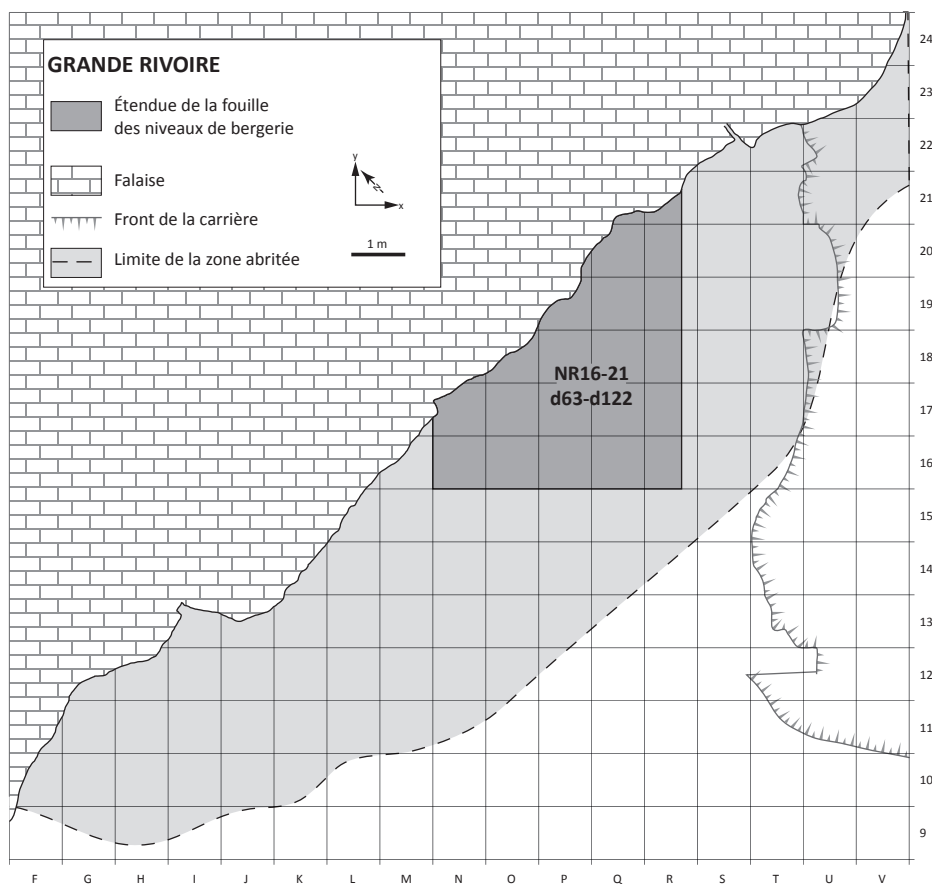 GRANDE RIVOIRE
Étendue de la fouille
des niveaux de bergerie
Falaise
Front de la carrière
Limite de la zone abritée
y
N
x
1 m
NR16-21
d63-d122
24
23
22
21
20
19
18
17
16
15
14
13
12
11
10
9
F G H I J K L M N O P Q R S T U V